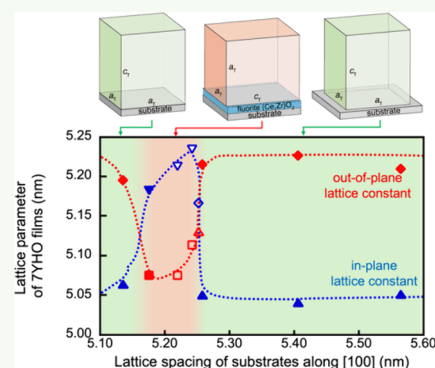 c_T
a_T
a_T
substrate
a_T
c_T
fluorite (Ce,Zr)O₂
substrate
c_T
a_T
a_T
substrate
Lattice parameter
of 7YHO films (nm)
5.25
5.20
5.15
5.10
5.05
5.00
out-of-plane
lattice constant
in-plane
lattice constant
5.10
5.20
5.30
5.40
5.50
5.60
Lattice spacing of substrates along [100] (nm)